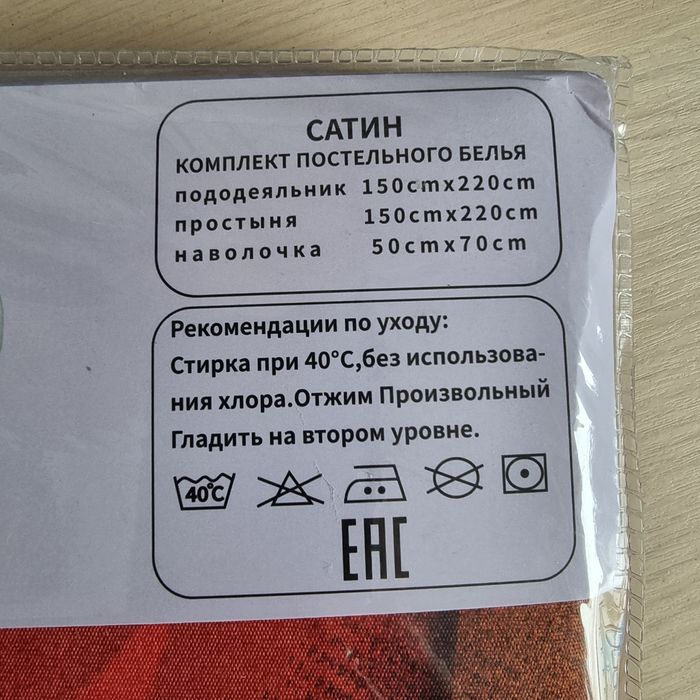 САТИН
КОМПЛЕКТ ПОСТЕЛЬНОГО БЕЛЬЯ
пододеяльник 150cmx220cm
простыня 150cmx220cm
наволочка 50cmx70cm
Рекомендации по уходу:
Стирка при 40°C,без использова-
ния хлора.Отжим Произвольный
Гладить на втором уровне.
40°C
EAC